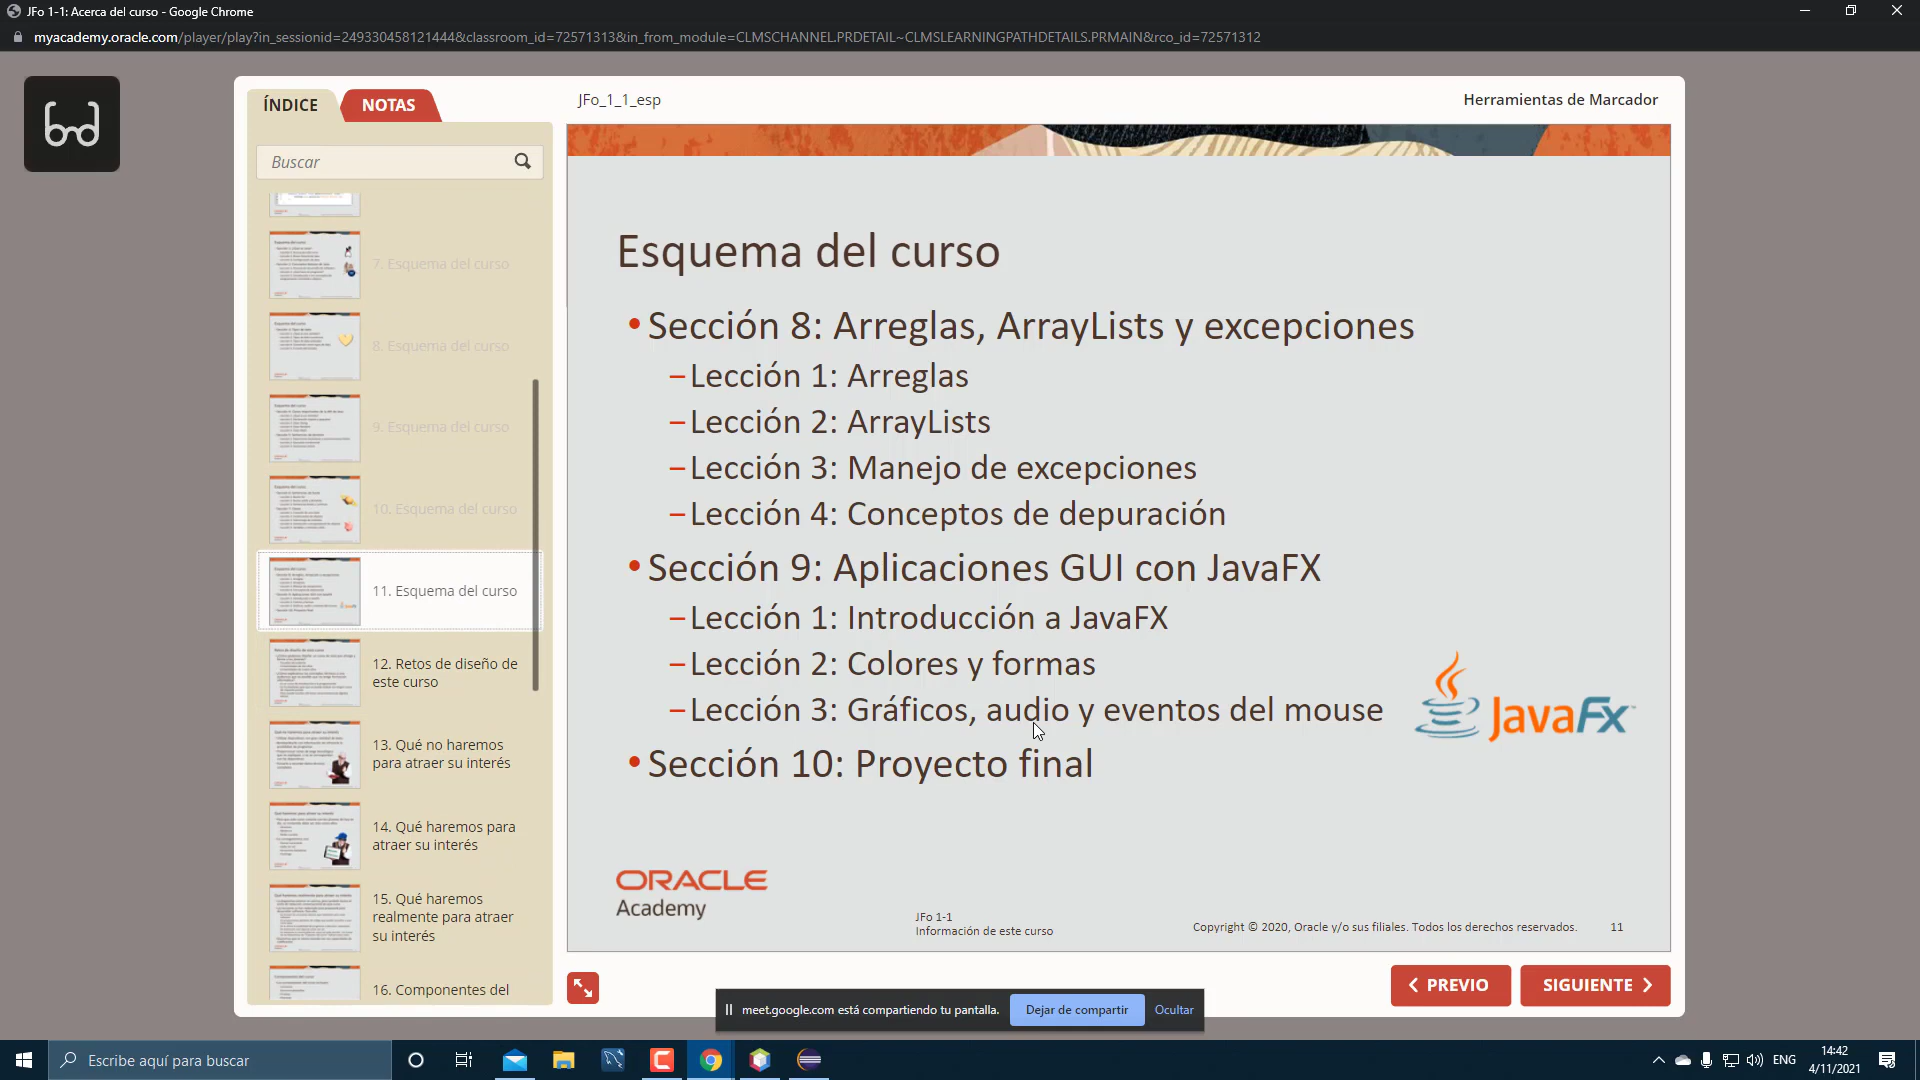 JFo 1-1: Acerca del curso - Google Chrome
myacademy.oracle.com/player/play?in_sessionid=249330458121444&classroom_id=72571313&in_from_module=CLMSCHANNEL.PRDETAIL~CLMSLEARNINGPATHDETAILS.PRMAIN&rco_id=72571312
ÍNDICE
NOTAS
JFo_1_1_esp
Herramientas de Marcador
Buscar
7. Esquema del curso
8. Esquema del curso
9. Esquema del curso
10. Esquema del curso
11. Esquema del curso
12. Retos de diseño de
este curso
13. Qué no haremos
para atraer su interés
14. Qué haremos para
atraer su interés
15. Qué haremos
realmente para atraer
su interés
16. Componentes del
Esquema del curso
•Sección 8: Arreglas, ArrayLists y excepciones
–Lección 1: Arreglas
–Lección 2: ArrayLists
–Lección 3: Manejo de excepciones
–Lección 4: Conceptos de depuración
•Sección 9: Aplicaciones GUI con JavaFX
–Lección 1: Introducción a JavaFX
–Lección 2: Colores y formas
–Lección 3: Gráficos, audio y eventos del mouse
•Sección 10: Proyecto final
JavaFX
ORACLE
Academy
JFo 1-1
Información de este curso
Copyright © 2020, Oracle y/o sus filiales. Todos los derechos reservados.
11
PREVIO
SIGUIENTE
meet.google.com está compartiendo tu pantalla.
Dejar de compartir
Ocultar
Escribe aquí para buscar
ENG
14:42
4/11/2021